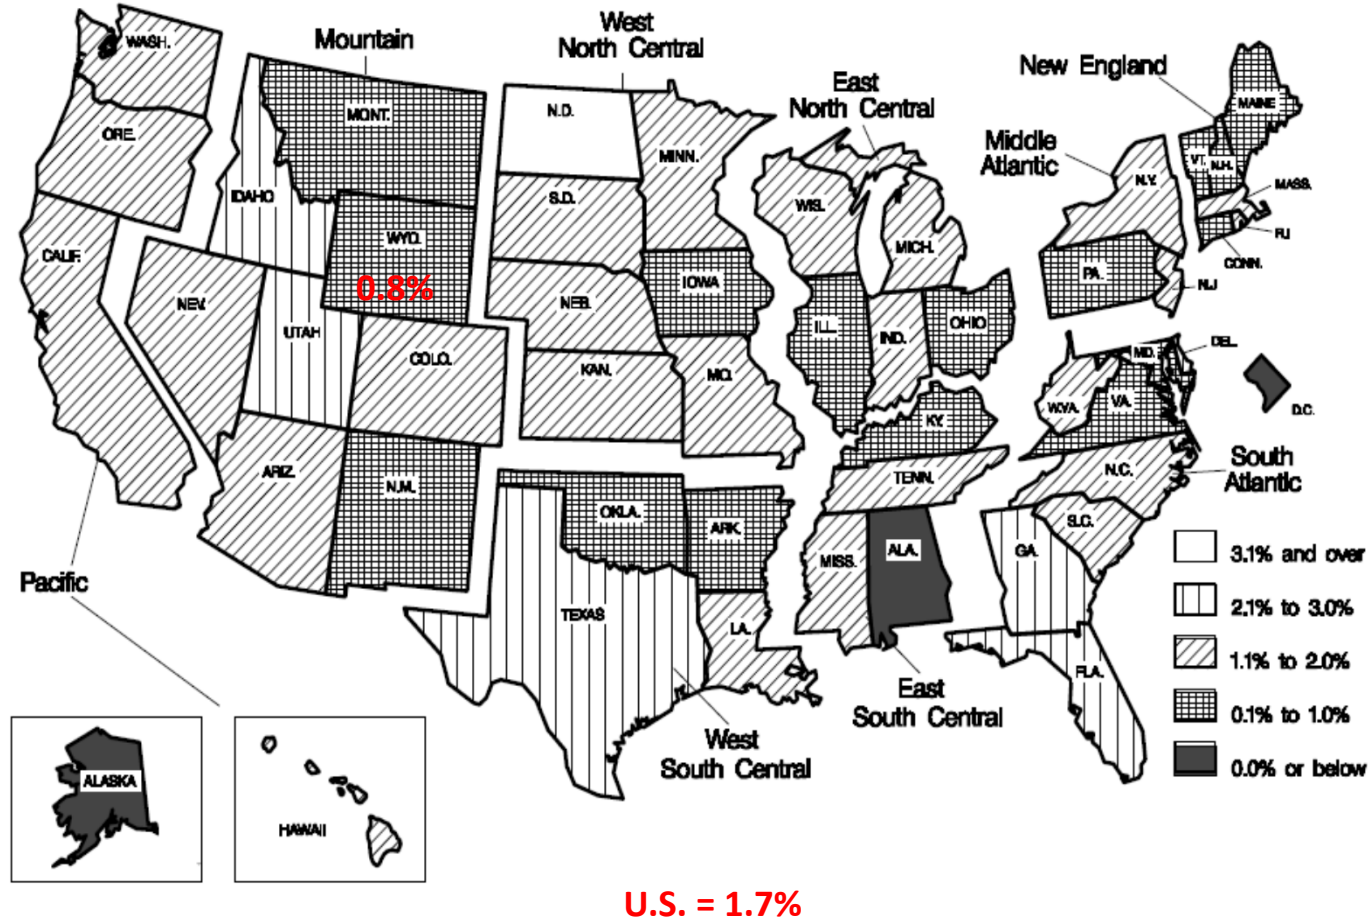 West
North Central
Mountain
WASH.
New England
East
North Central
MONT.
N.D.
MAINE
ORE.
MINN.
Middle
Atlantic
VT.
N.H.
IDAHO
S.D.
N.Y.
MASS.
WIS.
R.I
WYD.
CALIF.
MICH.
CONN.
0.8%
PA.
NEV.
NEB.
IOWA
N.J
UTAH
ILL.
IND.
OHIO
COLO.
KAN.
MO.
MD.
DEL.
W.VA.
VA.
D.C.
KY.
ARIZ.
N.M.
TENN.
N.C.
South
Atlantic
OKLA.
ARK.
S.C.
MISS.
ALA.
GA.
3.1% and over
Pacific
TEXAS
LA.
2.1% to 3.0%
FLA.
1.1% to 2.0%
East
South Central
0.1% to 1.0%
West
South Central
0.0% or below
ALASKA
HAWAII
U.S. = 1.7%